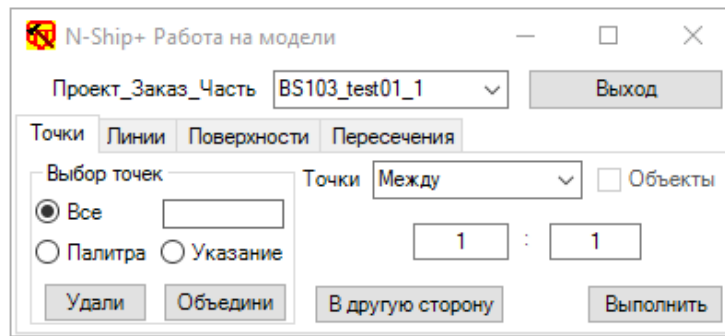 N-Ship+ Работа на модели
Проект_Заказ_Часть BS103_test01_1 Выход
Точки Линии Поверхности Пересечения
Выбор точек Точки Между Объекты
Все
1 : 1
Палитра Указание
Удали Объедини В другую сторону Выполнить